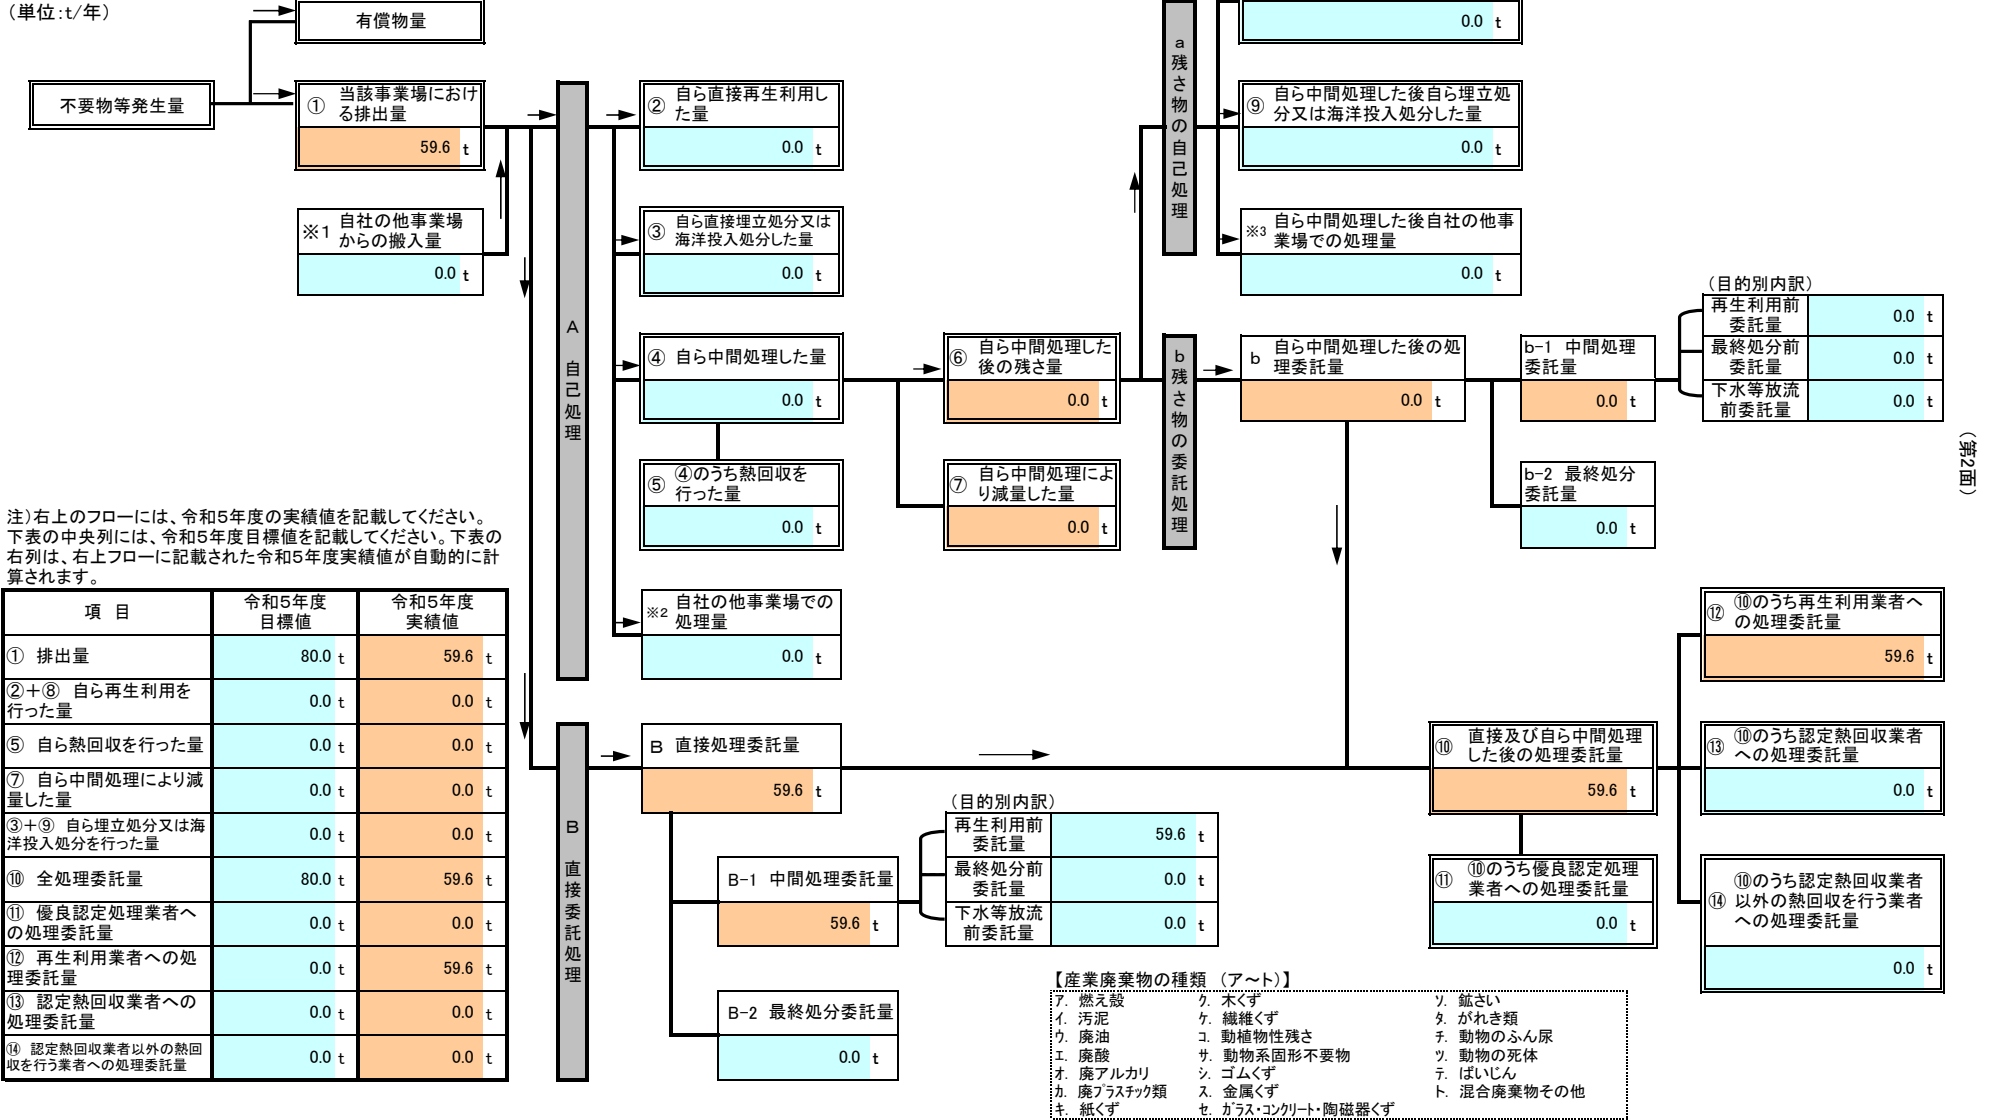 （単位：t/年）
有償物量
不要物等発生量
① 当該事業場におけ
る排出量
59.6 t
※1 自社の他事業場
からの搬入量
0.0 t
A 自己処理
② 自ら直接再生利用し
た量
0.0 t
③ 自ら直接埋立処分又は
海洋投入処分した量
0.0 t
④ 自ら中間処理した量
0.0 t
⑤ ④のうち熱回収を
行った量
0.0 t
※2 自社の他事業場での
処理量
0.0 t
⑥ 自ら中間処理した
後の残さ量
0.0 t
⑦ 自ら中間処理によ
り減量した量
0.0 t
a 残さ物の自己処理
0.0 t
⑨ 自ら中間処理した後自ら埋立処
分又は海洋投入処分した量
0.0 t
※3 自ら中間処理した後自社の他事
業場での処理量
0.0 t
b 残さ物の委託処理
b 自ら中間処理した後の処
理委託量
0.0 t
b-1 中間処理
委託量
0.0 t
（目的別内訳）
再生利用前
委託量
0.0 t
最終処分前
委託量
0.0 t
下水等放流
前委託量
0.0 t
b-2 最終処分
委託量
0.0 t
（第2面）
注）右上のフローには、令和5年度の実績値を記載してください。
下表の中央列には、令和5年度目標値を記載してください。下表の
右列は、右上フローに記載された令和5年度実績値が自動的に計
算されます。
項 目 令和5年度
目標値 令和5年度
実績値
① 排出量 80.0 t 59.6 t
②＋⑧ 自ら再生利用を
行った量 0.0 t 0.0 t
⑤ 自ら熱回収を行った量 0.0 t 0.0 t
⑦ 自ら中間処理により減
量した量 0.0 t 0.0 t
③＋⑨ 自ら埋立処分又は海
洋投入処分を行った量 0.0 t 0.0 t
⑩ 全処理委託量 80.0 t 59.6 t
⑪ 優良認定処理業者へ
の処理委託量 0.0 t 0.0 t
⑫ 再生利用業者への処
理委託量 0.0 t 59.6 t
⑬ 認定熱回収業者への
処理委託量 0.0 t 0.0 t
⑭ 認定熱回収業者以外の熱回
収を行う業者への処理委託量 0.0 t 0.0 t
B 直接委託処理
B 直接処理委託量
59.6 t
B-1 中間処理委託量
59.6 t
（目的別内訳）
再生利用前
委託量
59.6 t
最終処分前
委託量
0.0 t
下水等放流
前委託量
0.0 t
B-2 最終処分委託量
0.0 t
⑩ 直接及び自ら中間処理
した後の処理委託量
59.6 t
⑪ ⑩のうち優良認定処理
業者への処理委託量
0.0 t
⑫ ⑩のうち再生利用業者へ
の処理委託量
59.6 t
⑬ ⑩のうち認定熱回収業者
への処理委託量
0.0 t
⑭ ⑩のうち認定熱回収業者
以外の熱回収を行う業者
への処理委託量
0.0 t
【産業廃棄物の種類 （ア～ト）】
ア. 燃え殻 ク. 木くず ソ. 鉱さい
イ. 汚泥 ケ. 繊維くず タ. がれき類
ウ. 廃油 コ. 動植物性残さ チ. 動物のふん尿
エ. 廃酸 サ. 動物系固形不要物 ツ. 動物の死体
オ. 廃アルカリ シ. ゴムくず テ. ばいじん
カ. 廃プラスチック類 ス. 金属くず ト. 混合廃棄物その他
キ. 紙くず セ. ガラス・コンクリート・陶磁器くず